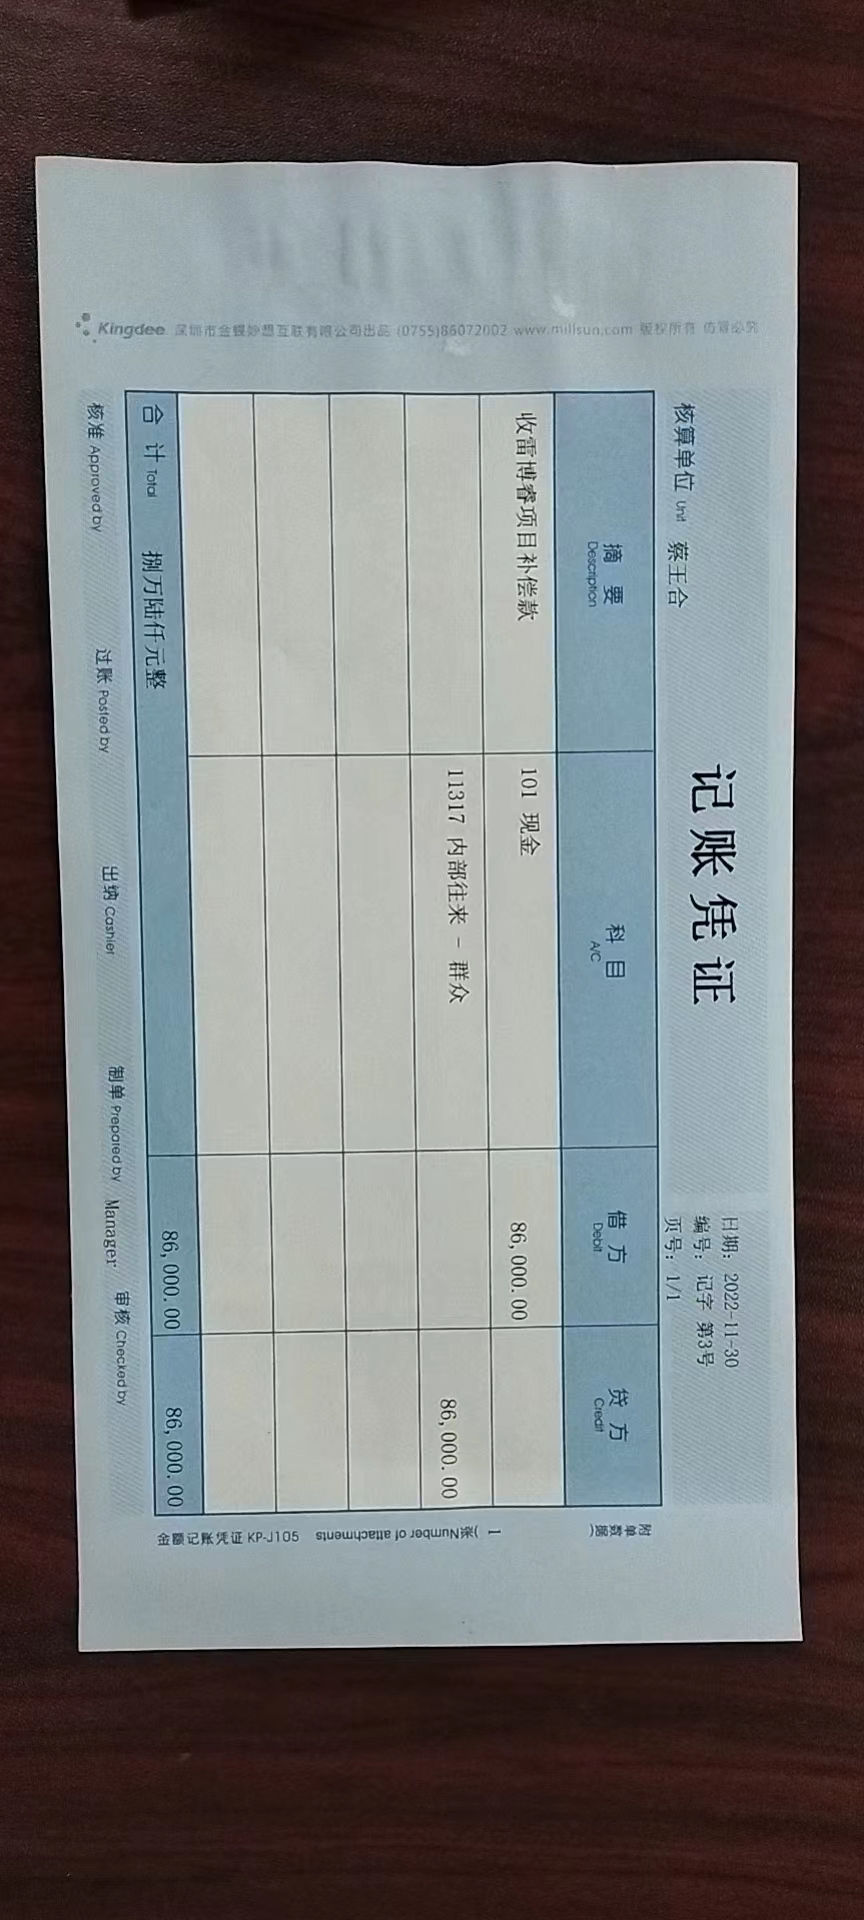 记账凭证
日期: 2022-11-30
编号: 记字 第3号
核算单位 Unit 蔡王合
页号: 1/1
摘 要 科 目 借 方 贷 方
Description A/C Debit Credit
收雷博睿项目补偿款 101 现金 86,000.00
11317 内部往来 - 群众 86,000.00
合 计 Total 捌万陆仟元整 86,000.00 86,000.00
核准 Approved by 过账 Posted by 出纳 Cashier 制单 Prepared by Manager 审核 Checked by
附单数据( 1 )张 Number of attachments
金额记账凭证 KP-J105
Kingdee 深圳市金蝶妙想互联有限公司出品 (0755)86072002 www.millsun.com 版权所有 仿冒必究